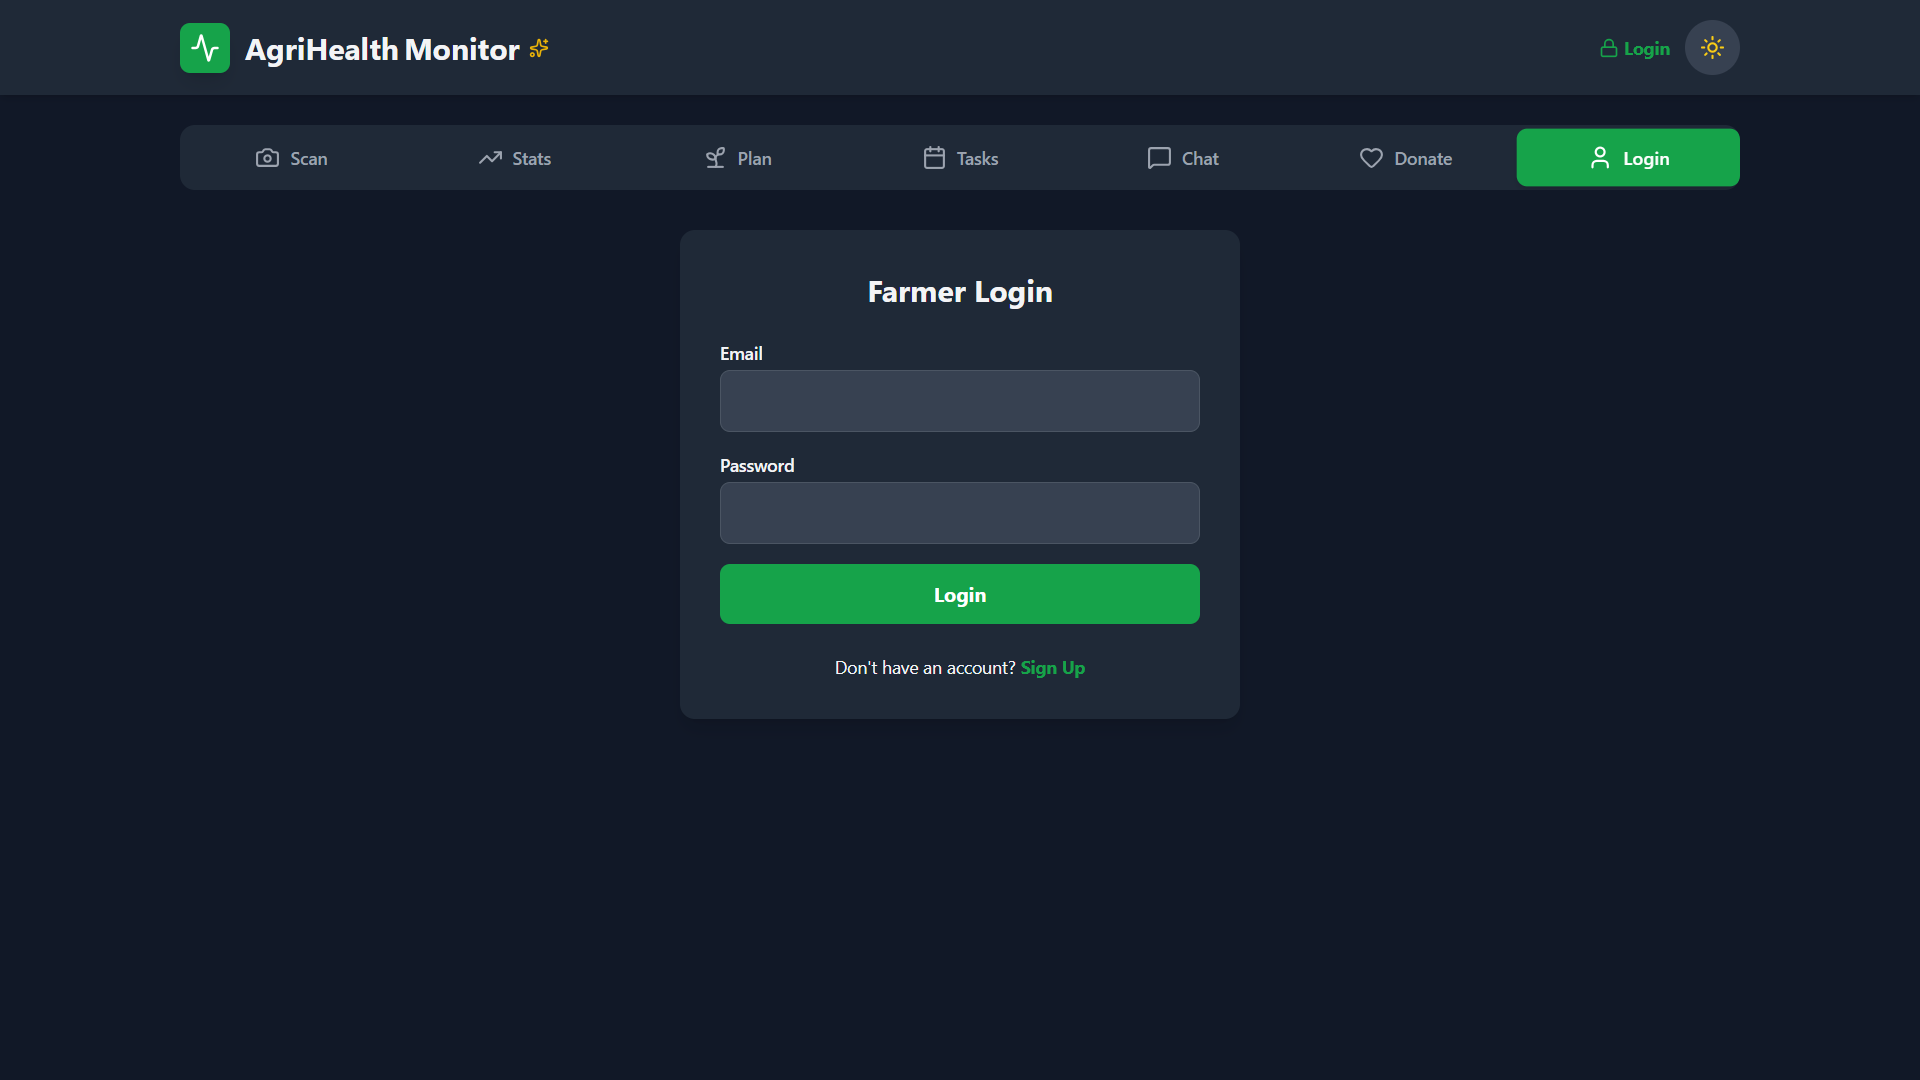 AgriHealth Monitor
Login
Scan
Stats
Plan
Tasks
Chat
Donate
Login
Farmer Login
Email
Password
Login
Don't have an account? Sign Up